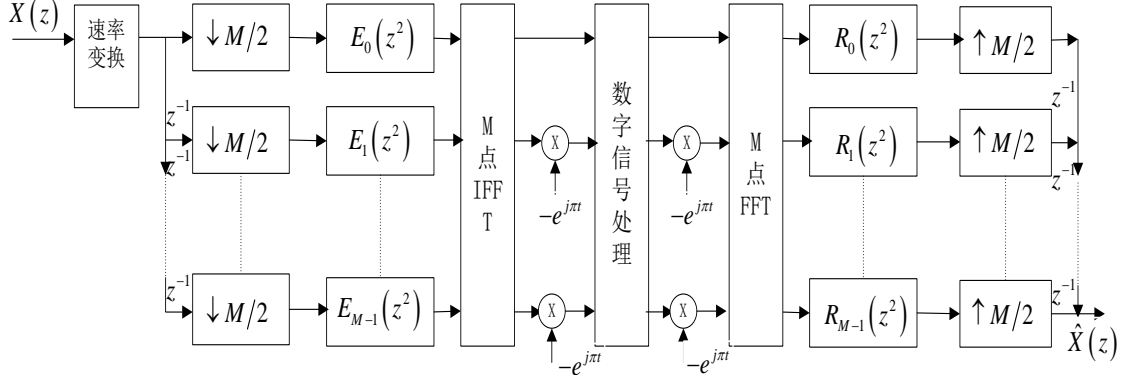 X(z)
速率
变换
↓M/2
E₀(z²)
R₀(z²)
↑M/2
z⁻¹
z⁻¹
↓M/2
E₁(z²)
M
点
IFF
T
X
数
字
信
号
处
理
X
M
点
FFT
R₁(z²)
↑M/2
z⁻¹
z⁻¹
-e^{jπt}
-e^{jπt}
z⁻¹
↓M/2
E_{M-1}(z²)
X
X
R_{M-1}(z²)
↑M/2
z⁻¹
-e^{jπt}
-e^{jπt}
X̂(z)